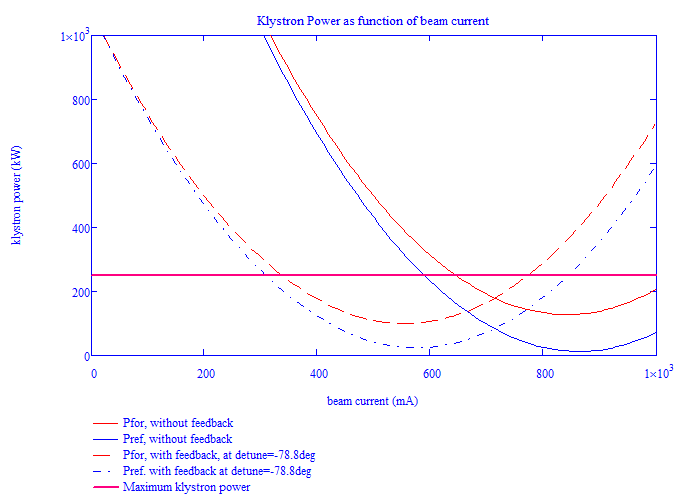 Klystron Power as function of beam current
1×10³
800
600
400
200
0
klystron power (kW)
0 200 400 600 800 1×10³
beam current (mA)
Pfor, without feedback
Pref, without feedback
Pfor, with feedback, at detune=-78.8deg
Pref. with feedback at detune=-78.8deg
Maximum klystron power